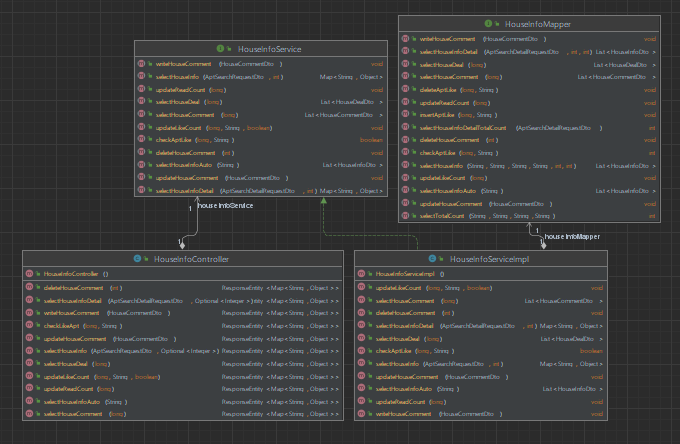 HouseInfoService
writeHouseComment (HouseCommentDto ) void
selectHouseInfo (AptSearchRequestDto , int) Map<String, Object>
updateReadCount (long) void
selectHouseDeal (long) List<HouseDealDto >
selectHouseComment (long) List<HouseCommentDto >
updateLikeCount (long, String, boolean) void
checkAptLike (long, String) boolean
deleteHouseComment (int) void
selectHouseInfoAuto (String) List<HouseInfoDto >
updateHouseComment (HouseCommentDto ) void
selectHouseInfoDetail (AptSearchDetailRequestDto , int) Map<String, Object>
HouseInfoMapper
writeHouseComment (HouseCommentDto ) void
selectHouseInfoDetail (AptSearchDetailRequestDto , int, int) List<HouseInfoDto >
selectHouseDeal (long) List<HouseDealDto >
selectHouseComment (long) List<HouseCommentDto >
deleteAptLike (long, String) void
updateReadCount (long) void
insertAptLike (long, String) void
selectHouseInfoDetailTotalCount (AptSearchDetailRequestDto ) int
deleteHouseComment (int) void
checkAptLike (long, String) int
selectHouseInfo (String, String, String, String, int, int) List<HouseInfoDto >
updateLikeCount (long) void
selectHouseInfoAuto (String) List<HouseInfoDto >
updateHouseComment (HouseCommentDto ) void
selectTotalCount (String, String, String, String) int
1
houseInfoService
1
1
houseInfoMapper
1
HouseInfoController
HouseInfoController ()
deleteHouseComment (int) ResponseEntity <Map<String, Object>>
selectHouseInfoDetail (AptSearchDetailRequestDto , Optional<Integer>) tity <Map<String, Object>>
writeHouseComment (HouseCommentDto ) ResponseEntity <Map<String, Object>>
checkLikeApt (long, String) ResponseEntity <Map<String, Object>>
updateHouseComment (HouseCommentDto ) ResponseEntity <Map<String, Object>>
selectHouseInfo (AptSearchRequestDto , Optional<Integer>) ResponseEntity <Map<String, Object>>
selectHouseDeal (long) ResponseEntity <Map<String, Object>>
updateLikeCount (long, String, boolean) ResponseEntity <Map<String, Object>>
updateReadCount (long) ResponseEntity <Map<String, Object>>
selectHouseInfoAuto (String) ResponseEntity <Map<String, Object>>
selectHouseComment (long) ResponseEntity <Map<String, Object>>
HouseInfoServiceImpl
HouseInfoServiceImpl ()
updateLikeCount (long, String, boolean) void
selectHouseComment (long) List<HouseCommentDto >
deleteHouseComment (int) void
selectHouseInfoDetail (AptSearchDetailRequestDto , int) Map<String, Object>
selectHouseDeal (long) List<HouseDealDto >
checkAptLike (long, String) boolean
selectHouseInfo (AptSearchRequestDto , int) Map<String, Object>
updateHouseComment (HouseCommentDto ) void
selectHouseInfoAuto (String) List<HouseInfoDto >
updateReadCount (long) void
writeHouseComment (HouseCommentDto ) void